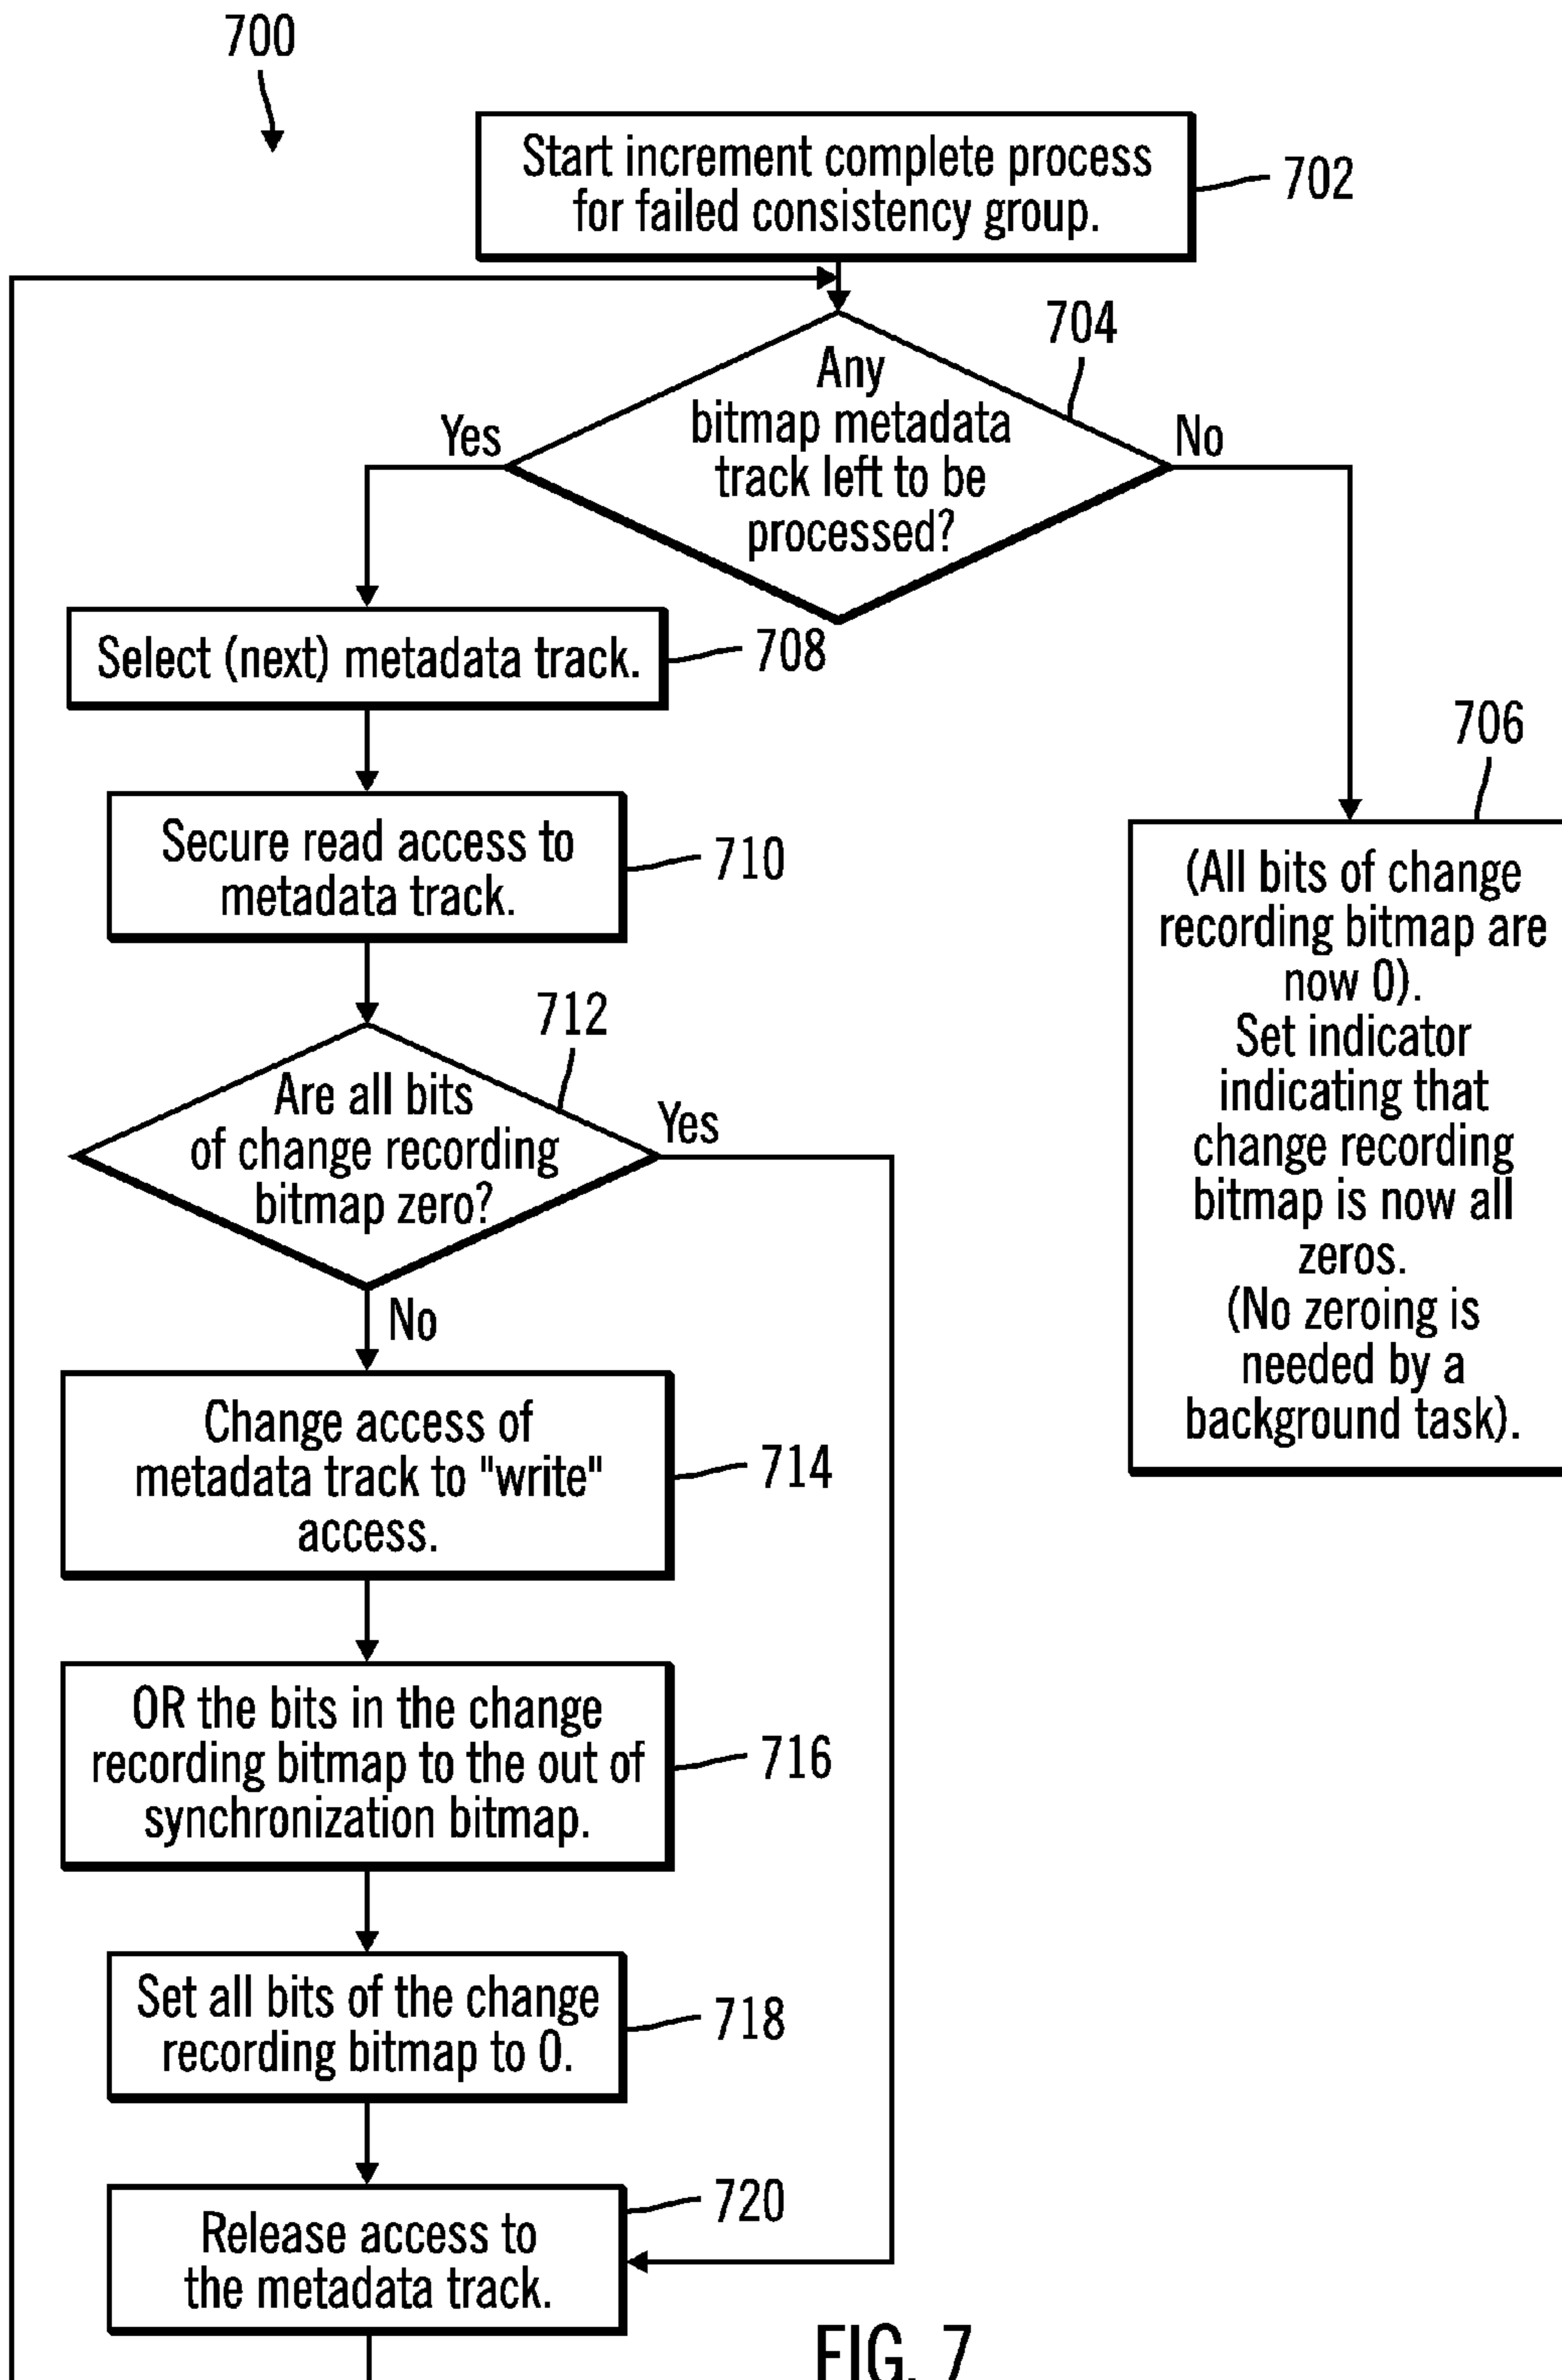 700
Start increment complete process
for failed consistency group.
702
704
Any
bitmap metadata
track left to be
processed?
Yes
No
Select (next) metadata track.
708
706
Secure read access to
metadata track.
710
(All bits of change
recording bitmap are
now 0).
Set indicator
indicating that
change recording
bitmap is now all
zeros.
(No zeroing is
needed by a
background task).
712
Are all bits
of change recording
bitmap zero?
Yes
No
Change access of
metadata track to "write"
access.
714
OR the bits in the change
recording bitmap to the out of
synchronization bitmap.
716
Set all bits of the change
recording bitmap to 0.
718
Release access to
the metadata track.
720
FIG. 7